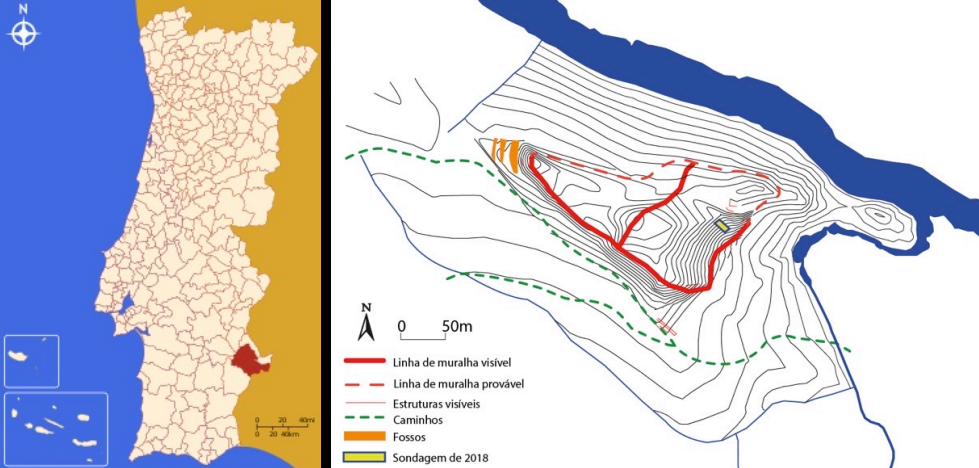 N
0 20 40mi
0 20 40km
N
0 50m
Linha de muralha visível
Linha de muralha provável
Estruturas visíveis
Caminhos
Fossos
Sondagem de 2018